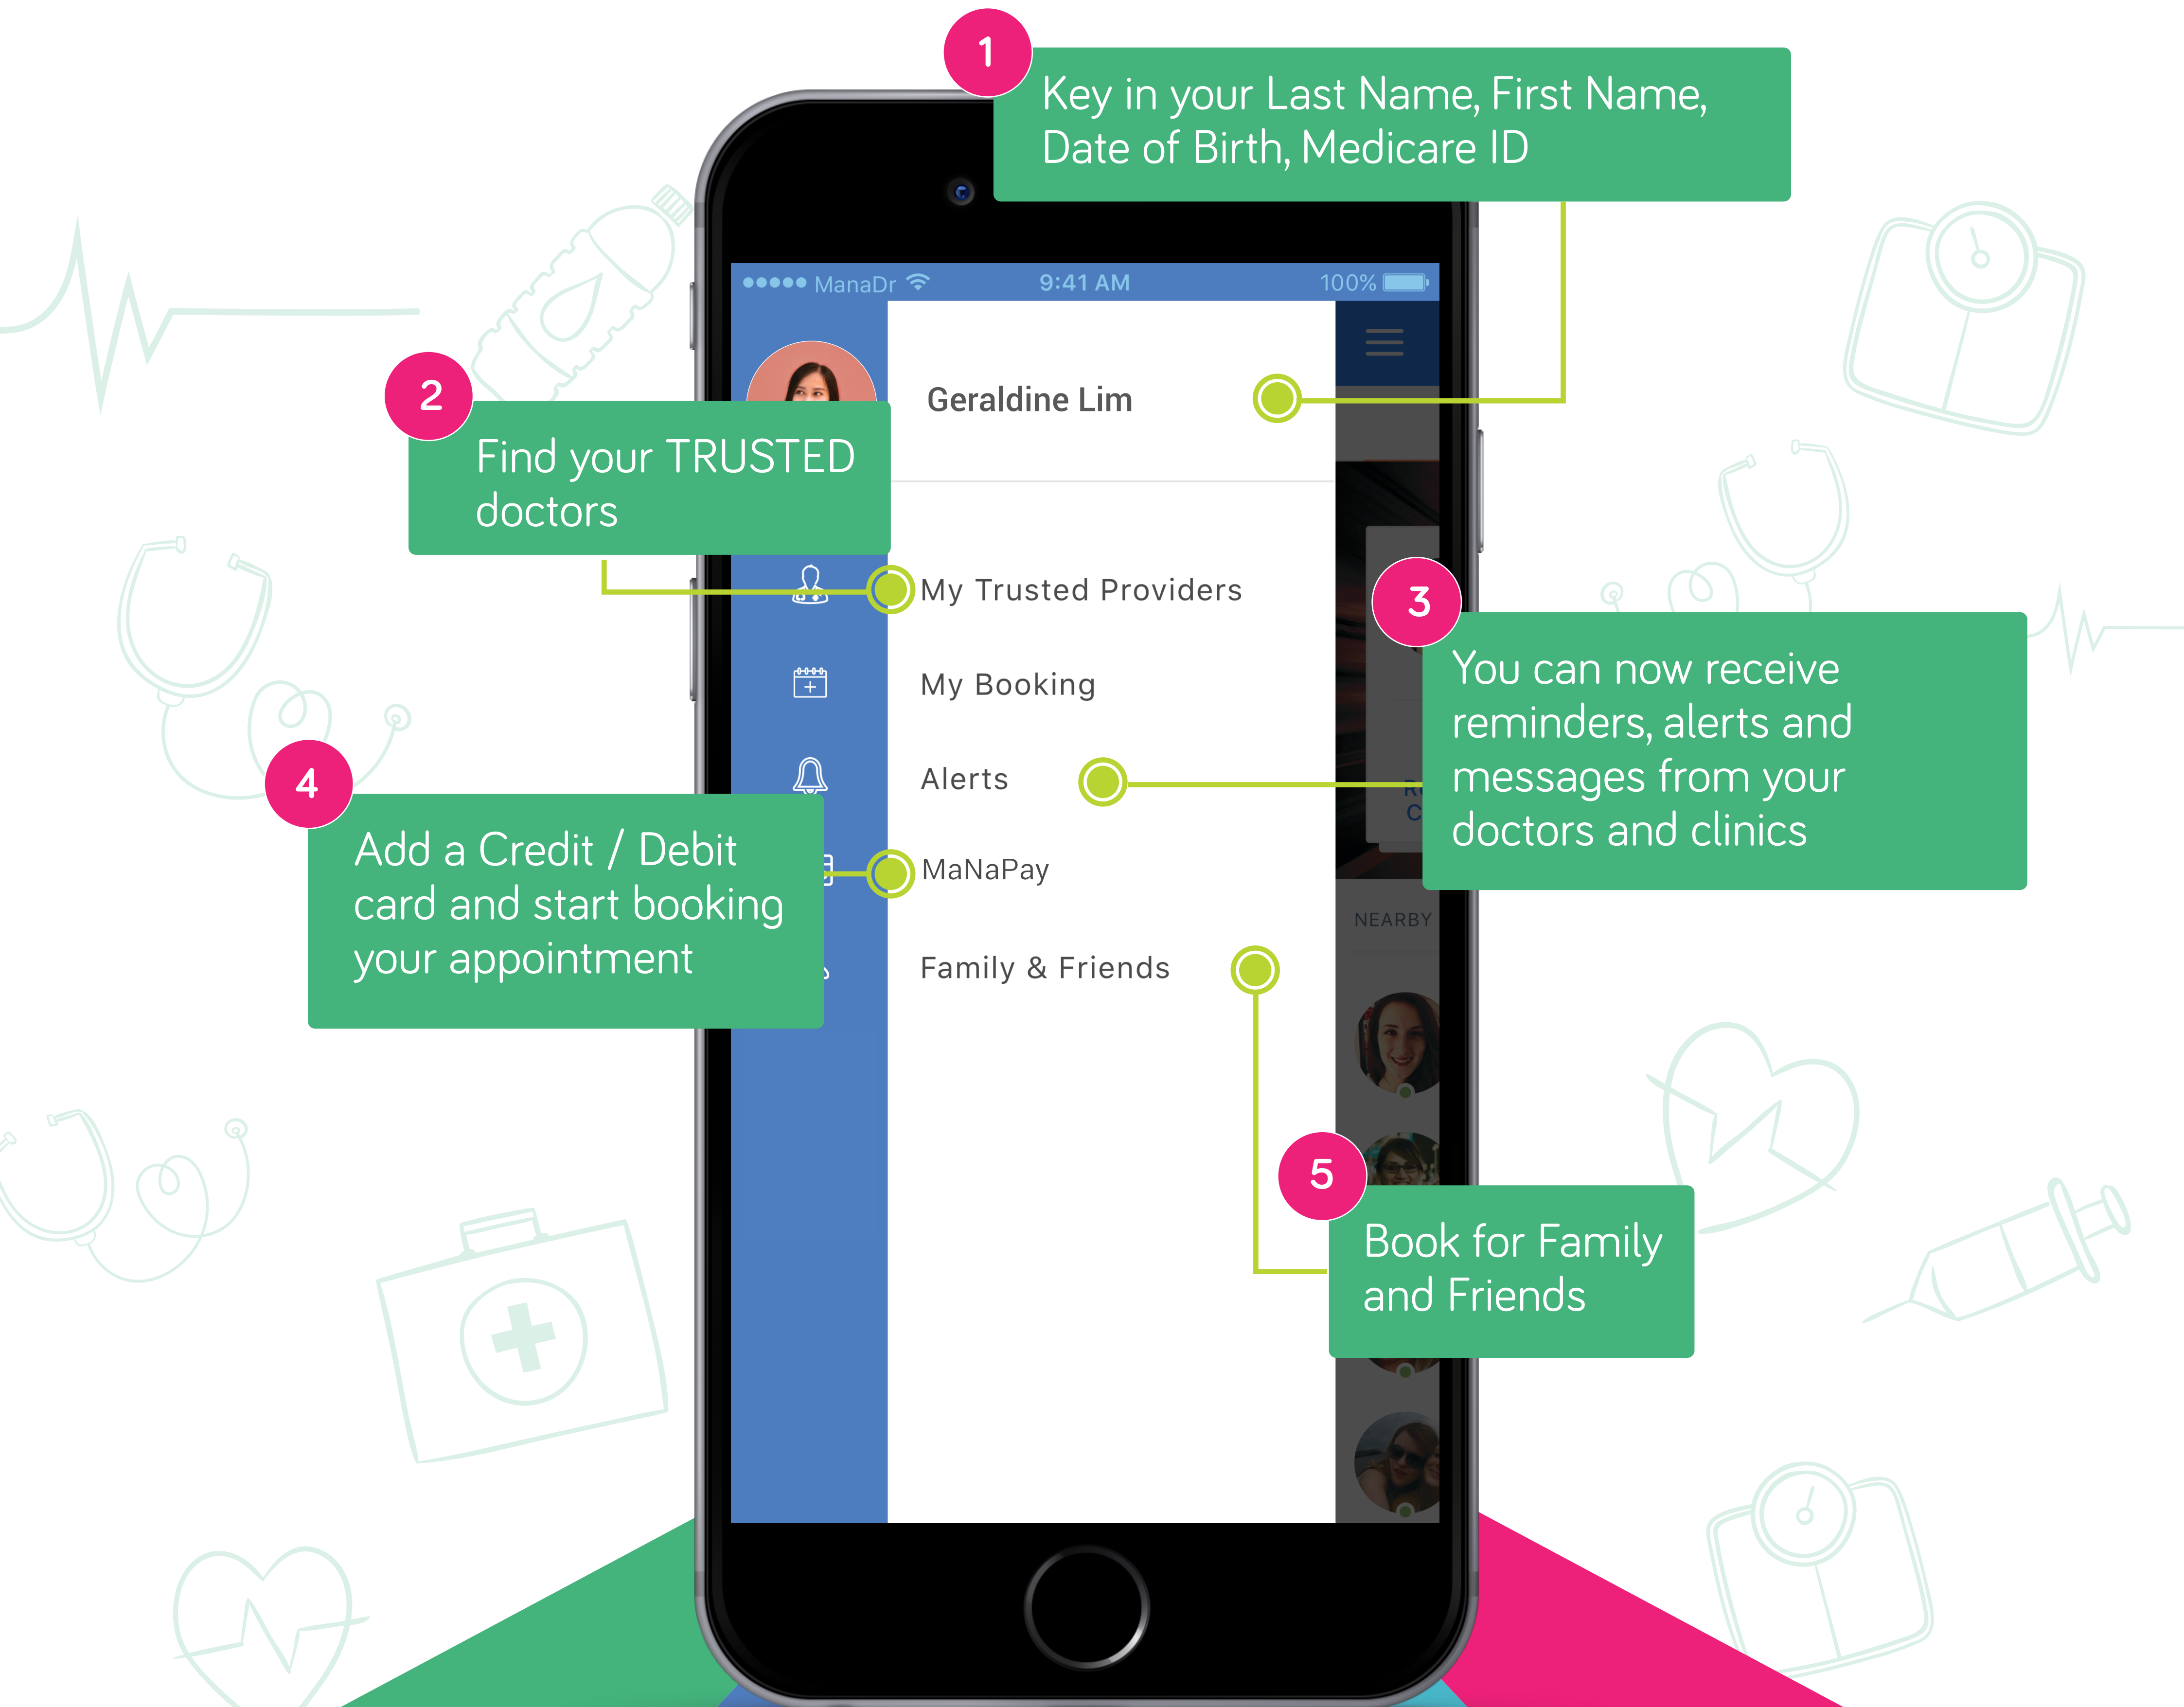 1
Key in your Last Name, First Name,
Date of Birth, Medicare ID
ManaDr
9:41 AM
100%
Geraldine Lim
2
Find your TRUSTED
doctors
My Trusted Providers
My Booking
Alerts
MaNaPay
Family & Friends
3
You can now receive
reminders, alerts and
messages from your
doctors and clinics
4
Add a Credit / Debit
card and start booking
your appointment
NEARBY
5
Book for Family
and Friends